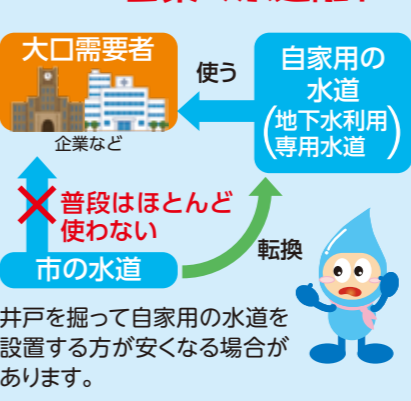 大口需要者
企業など
使う
自家用の
水道
(地下水利用
専用水道)
普段はほとんど
使わない
転換
市の水道
井戸を掘って自家用の水道を
設置する方が安くなる場合が
あります。